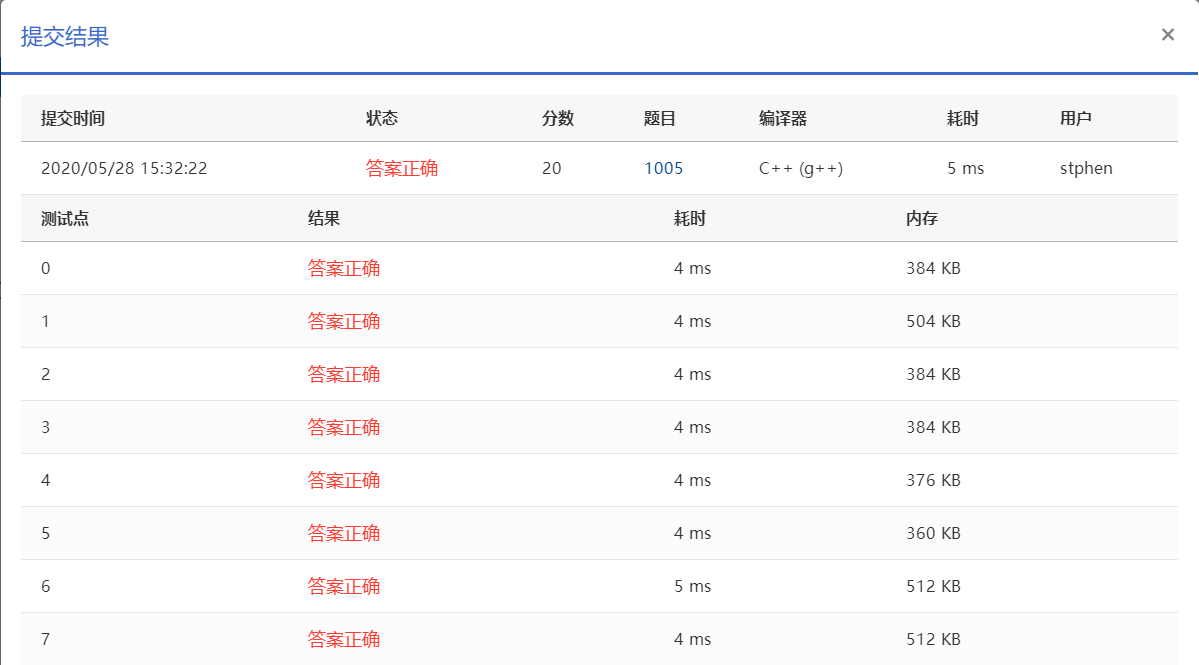 提交结果
×
提交时间 状态 分数 题目 编译器 耗时 用户
2020/05/28 15:32:22 答案正确 20 1005 C++ (g++) 5 ms stphen
测试点 结果 耗时 内存
0 答案正确 4 ms 384 KB
1 答案正确 4 ms 504 KB
2 答案正确 4 ms 384 KB
3 答案正确 4 ms 384 KB
4 答案正确 4 ms 376 KB
5 答案正确 4 ms 360 KB
6 答案正确 5 ms 512 KB
7 答案正确 4 ms 512 KB